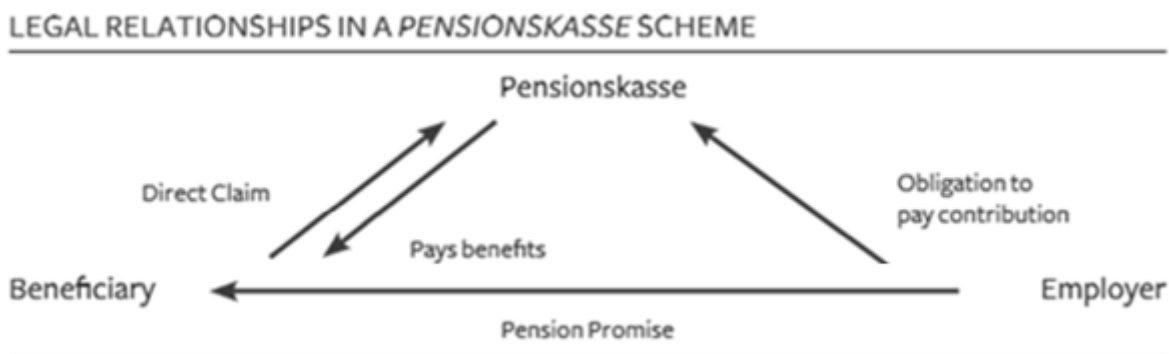 LEGAL RELATIONSHIPS IN A PENSIONSKASSE SCHEME
Pensionskasse
Direct Claim
Obligation to
pay contribution
Pays benefits
Beneficiary
Employer
Pension Promise